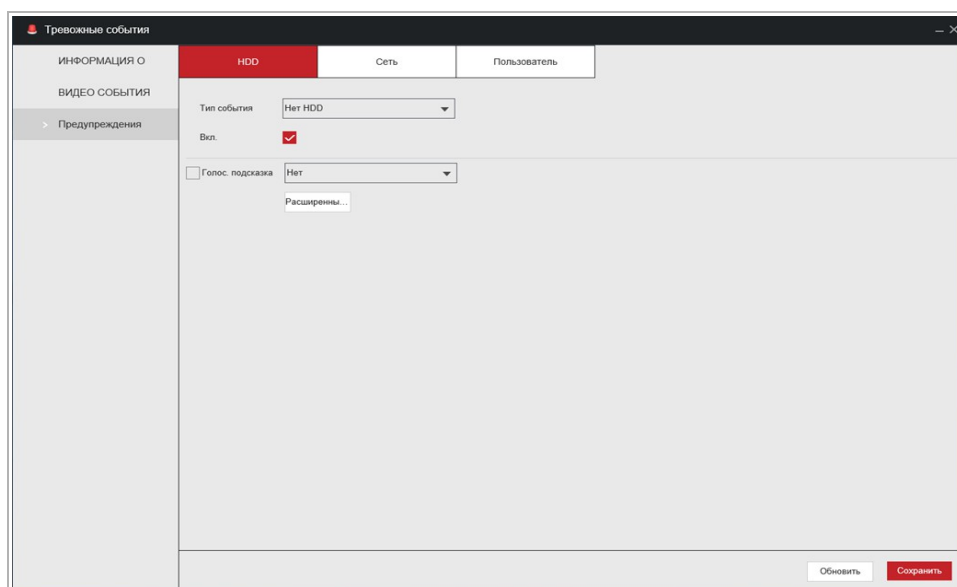 Тревожные события
ИНФОРМАЦИЯ О
ВИДЕО СОБЫТИЯ
> Предупреждения
HDD
Сеть
Пользователь
Тип события
Нет HDD
Вкл.
Голос. подсказка
Нет
Расширенны...
Обновить
Сохранить